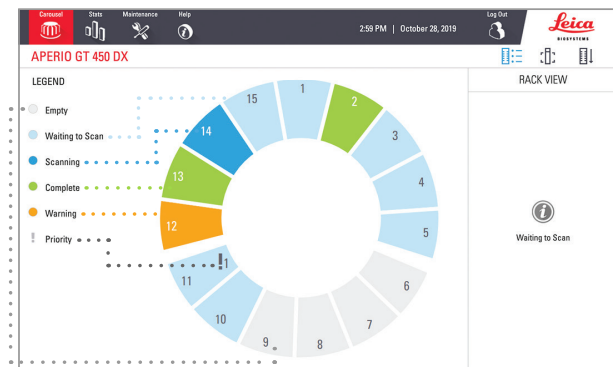 Carousel Stats Maintenance Help
2:59 PM | October 28, 2019
Log Out
Leica
BIOSYSTEMS
APERIO GT 450 DX
LEGEND
Empty
Waiting to Scan
Scanning
Complete
Warning
! Priority
1
2
3
4
5
6
7
8
9
10
11
!1
12
13
14
15
RACK VIEW
Waiting to Scan